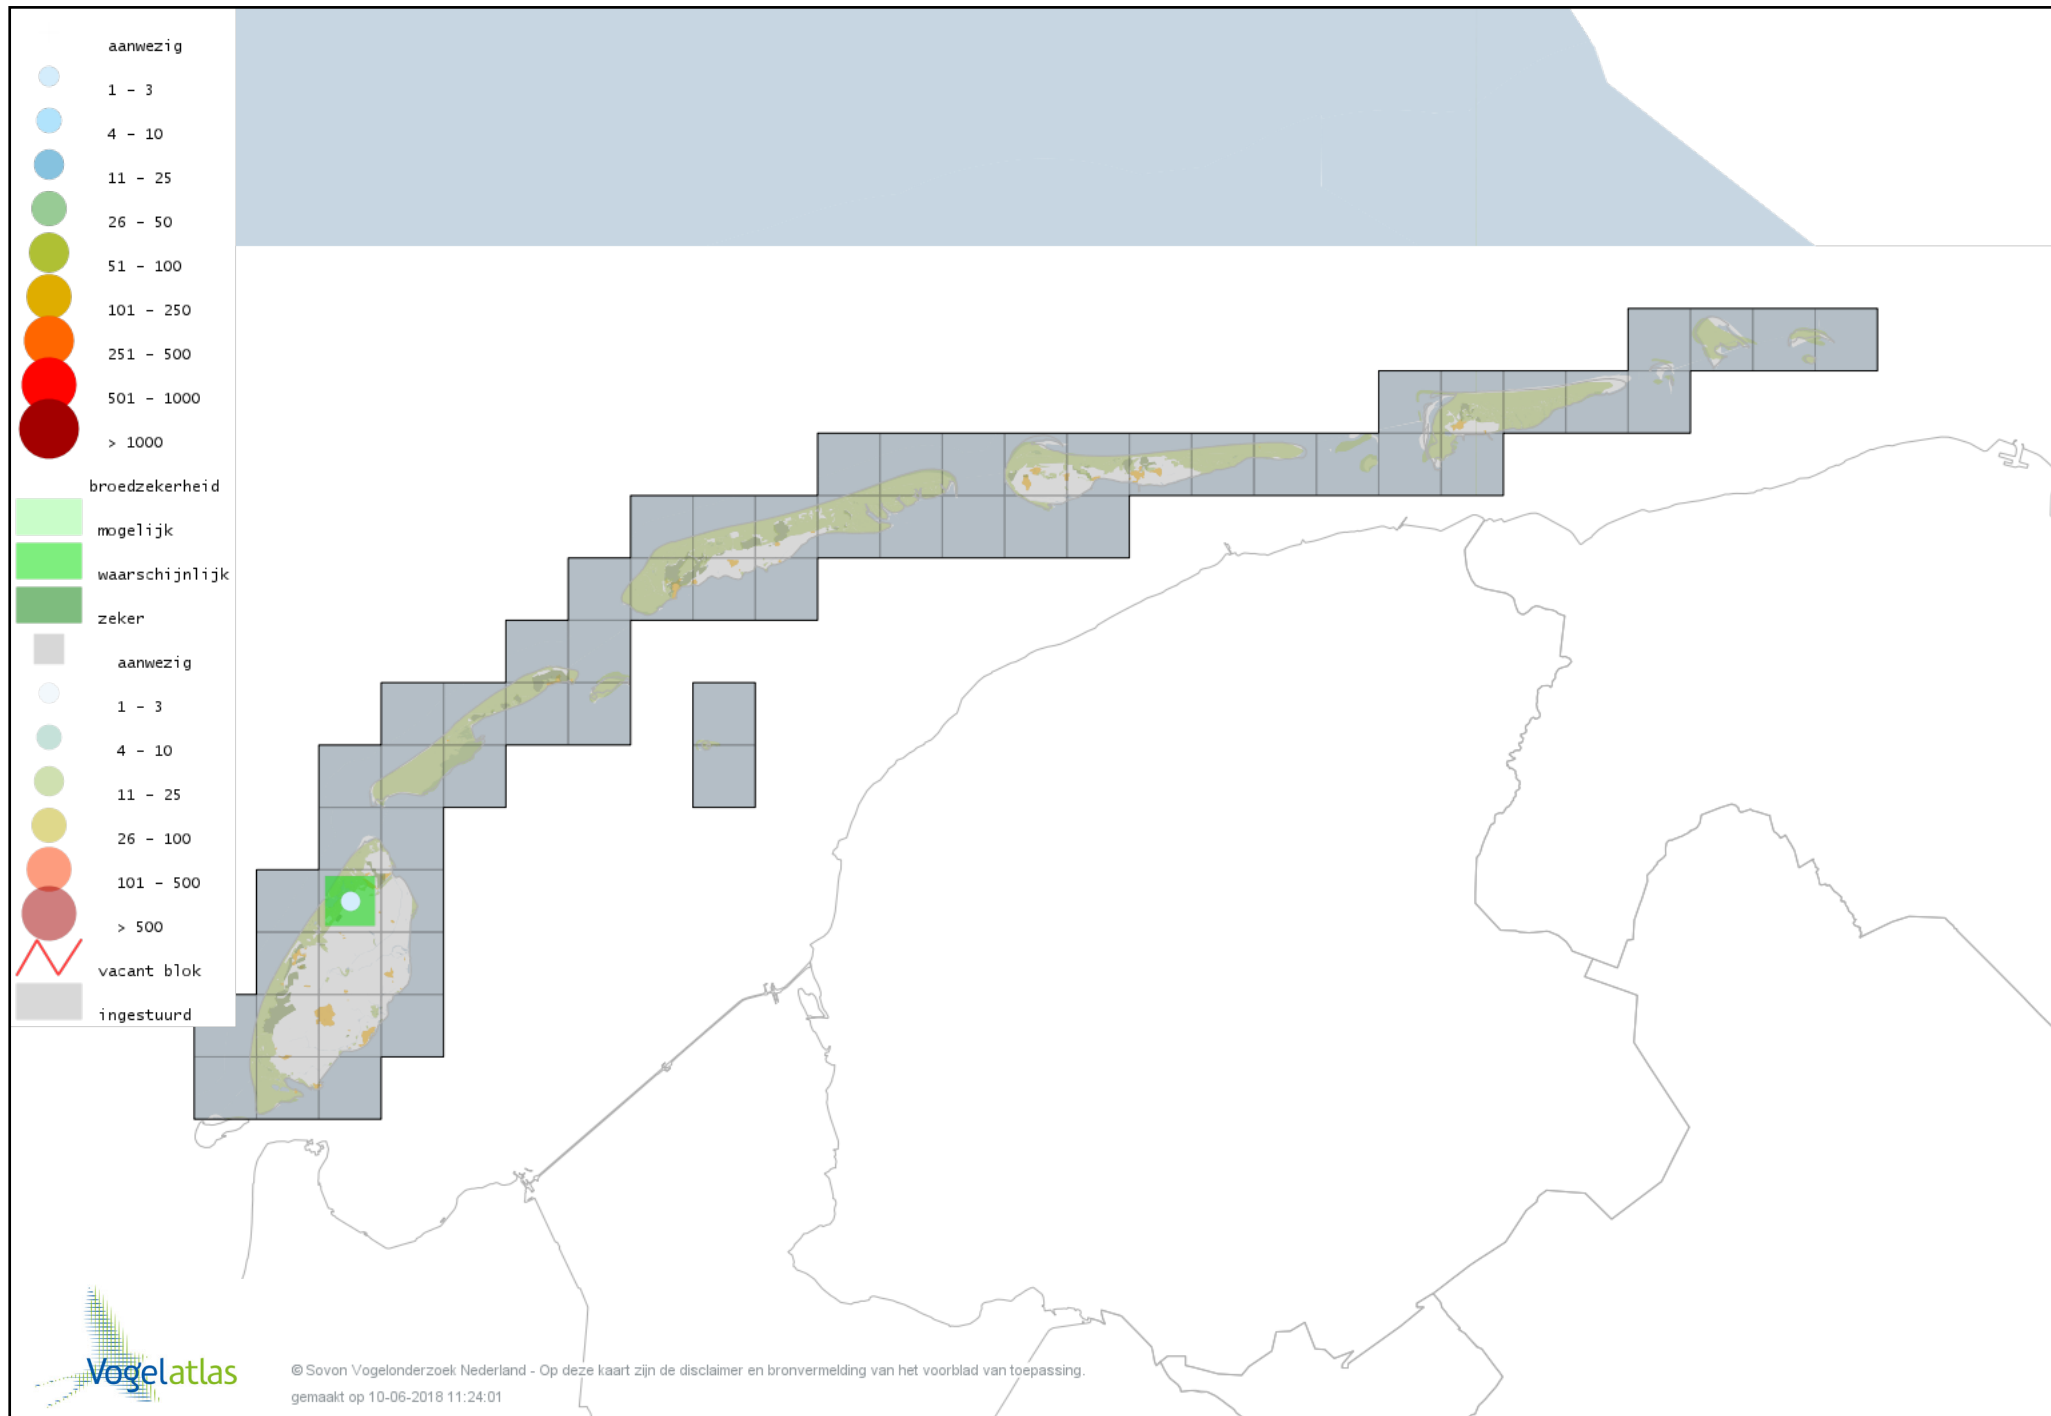 aanwezig
1 - 3
4 - 10
11 - 25
26 - 50
51 - 100
101 - 250
251 - 500
501 - 1000
> 1000
broedzekerheid
mogelijk
waarschijnlijk
zeker
aanwezig
1 - 3
4 - 10
11 - 25
26 - 100
101 - 500
> 500
vacant blok
ingestuurd
Vogelatlas
© Sovon Vogelonderzoek Nederland - Op deze kaart zijn de disclaimer en bronvermelding van het voorblad van toepassing.
gemaakt op 10-06-2018 11:24:01